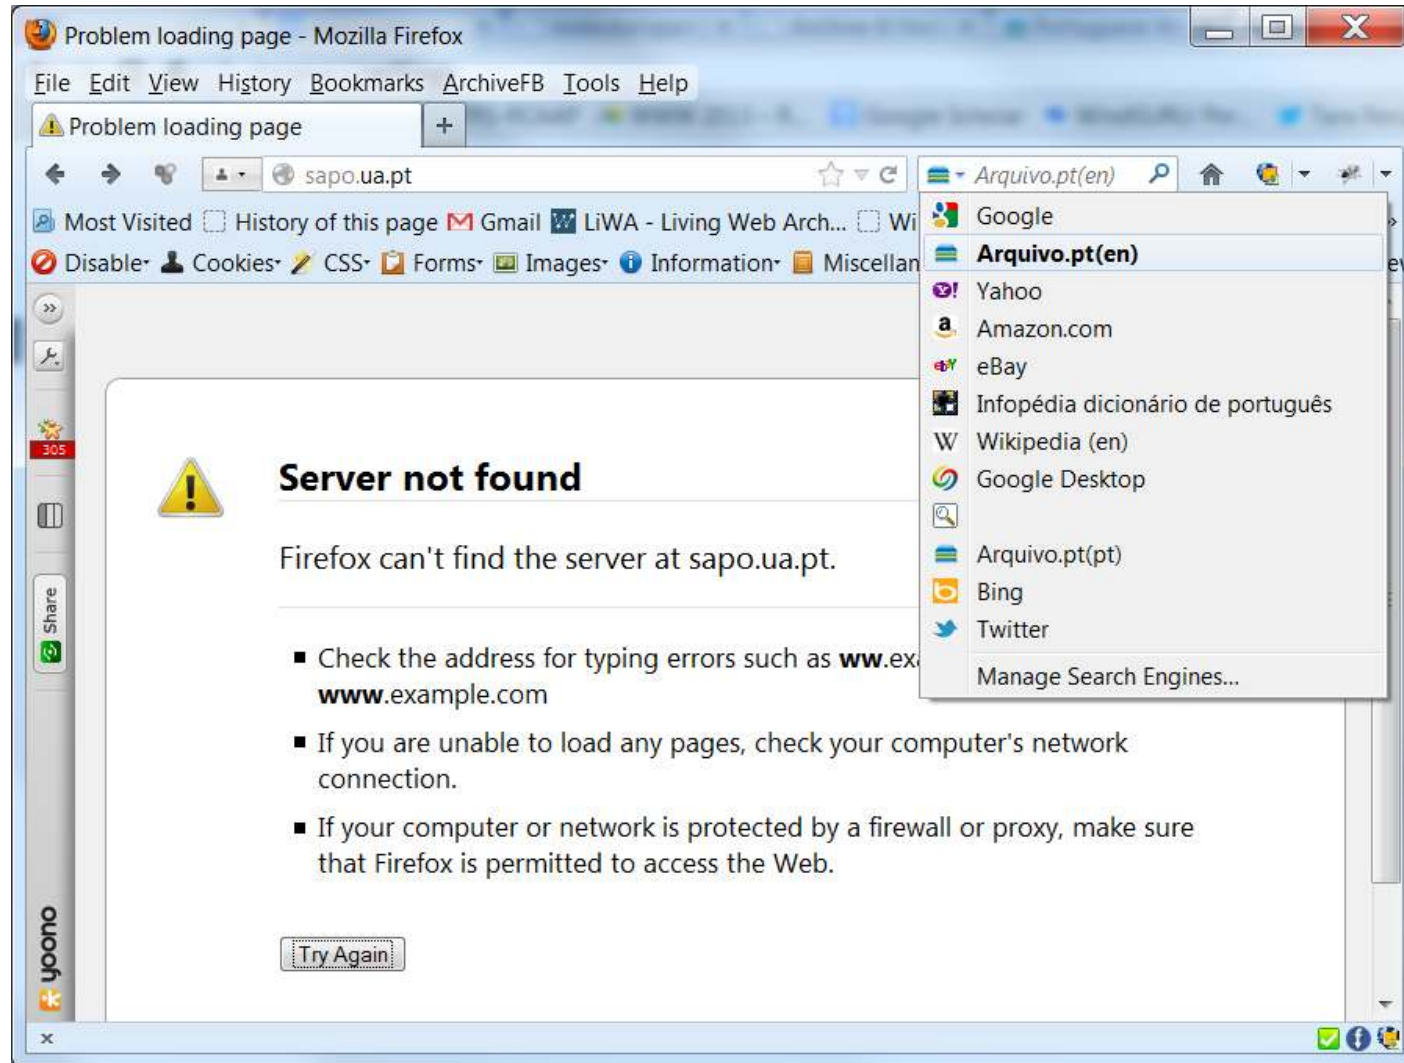 Problem loading page - Mozilla Firefox
File Edit View History Bookmarks ArchiveFB Tools Help
Problem loading page +
sapo.ua.pt Arquivo.pt(en)
Most Visited History of this page Gmail LiWA - Living Web Arch... Wi
Disable Cookies CSS Forms Images Information Miscellan
Google
Arquivo.pt(en)
Yahoo
Amazon.com
eBay
Infopédia dicionário de português
Wikipedia (en)
Google Desktop
Arquivo.pt(pt)
Bing
Twitter
Manage Search Engines...
305
Share
yoono
Server not found
Firefox can't find the server at sapo.ua.pt.
Check the address for typing errors such as ww.exa
www.example.com
If you are unable to load any pages, check your computer's network
connection.
If your computer or network is protected by a firewall or proxy, make sure
that Firefox is permitted to access the Web.
Try Again